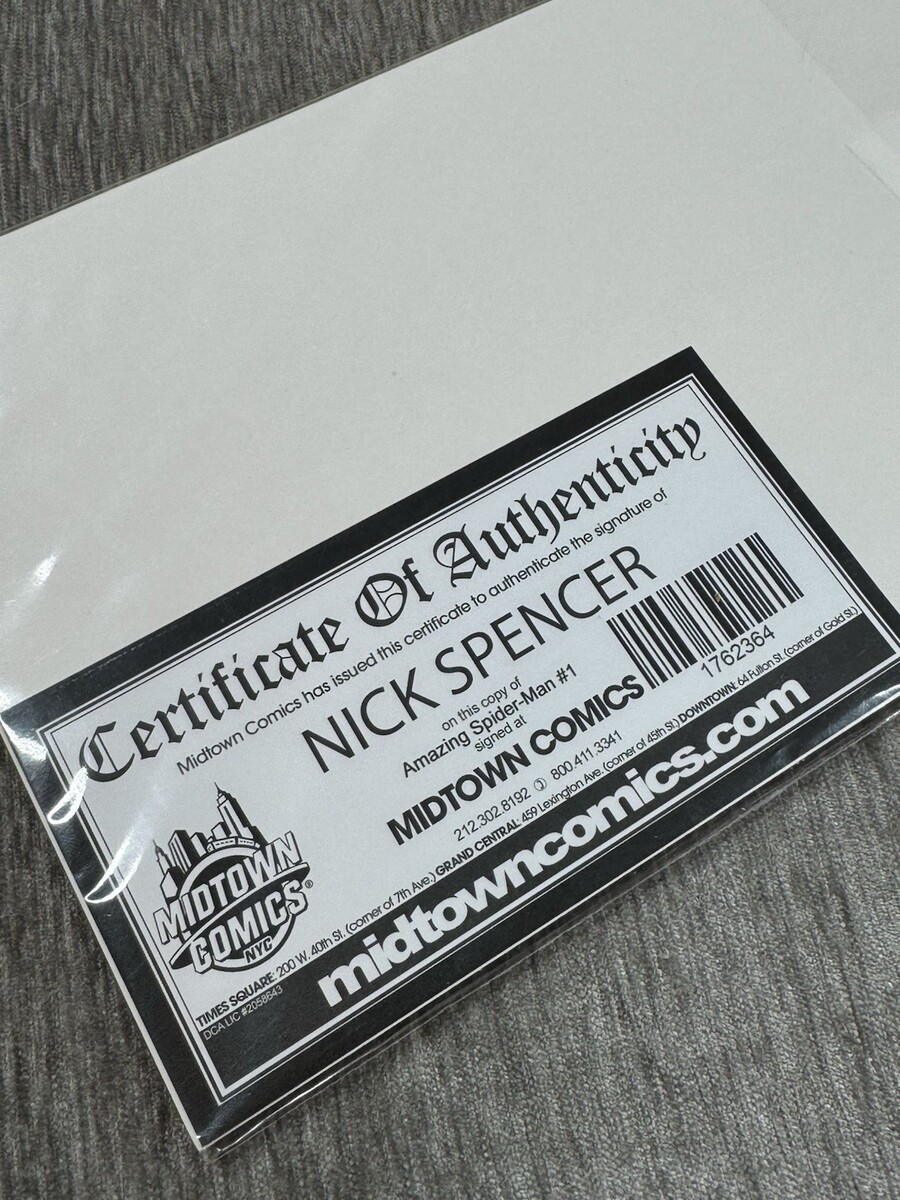 Certificate Of Authenticity
Midtown Comics has issued this certificate to authenticate the signature of
NICK SPENCER
on this copy of
Amazing Spider-Man #1
signed at
MIDTOWN COMICS
1762364
212.302.8192 800.411.3341
TIMES SQUARE: 200 W. 40th St. (corner of 7th Ave.) GRAND CENTRAL: 459 Lexington Ave. (corner of 45th St.) DOWNTOWN: 64 Fulton St. (corner of Gold St.)
DCA LIC #2058643
midtowncomics.com
MIDTOWN
COMICS®
NYC